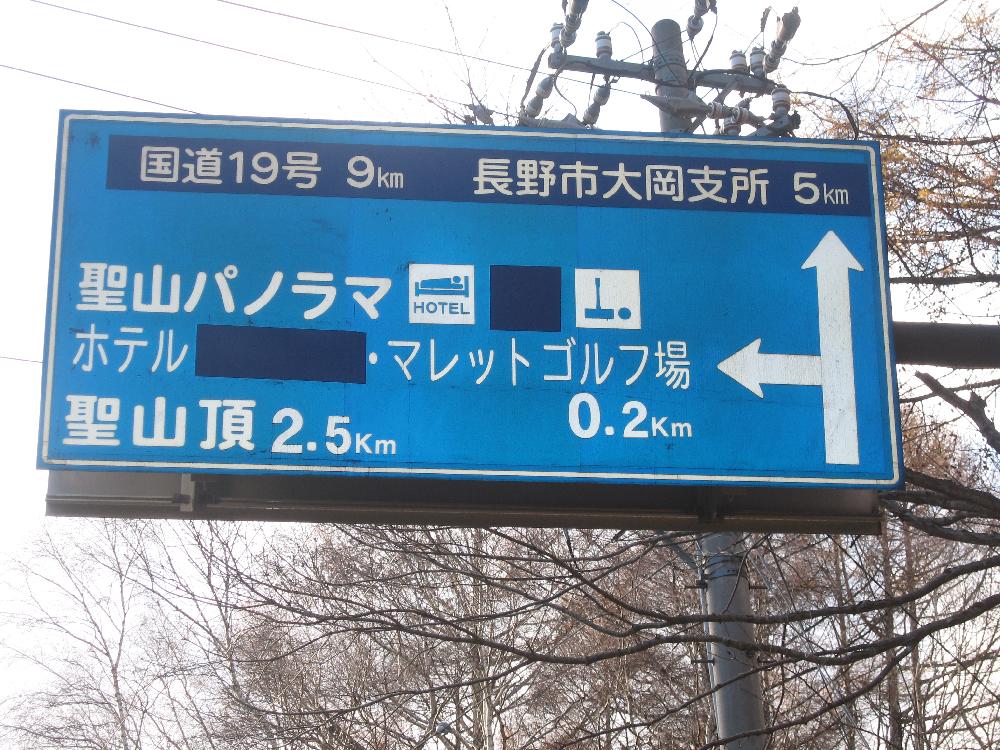 国道19号 9km 長野市大岡支所 5km
聖山パノラマ HOTEL
ホテル ・マレットゴルフ場
聖山頂 2.5Km 0.2Km